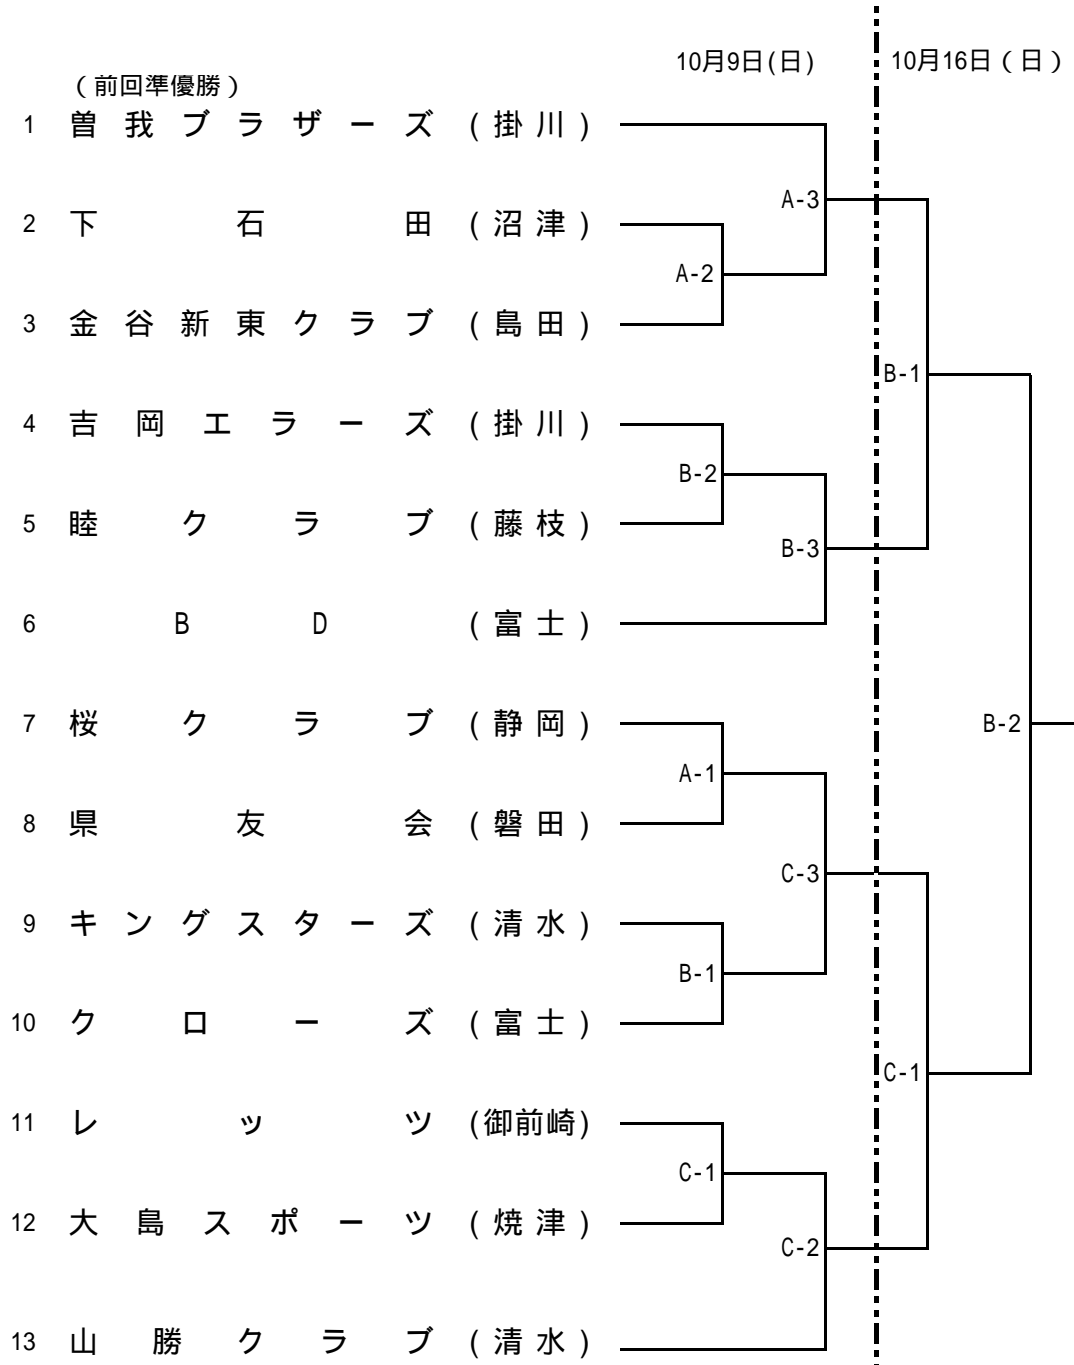 10月9日(日) 10月16日(日)
(前回準優勝)
1 曽我ブラザーズ (掛川)
A-3
2 下石田 (沼津)
A-2
3 金谷新東クラブ (島田)
B-1
4 吉岡エラーズ (掛川)
B-2
5 睦クラブ (藤枝)
B-3
6 BD (富士)
7 桜クラブ (静岡)
B-2
A-1
8 県友会 (磐田)
C-3
9 キングスターズ (清水)
B-1
10 クローズ (富士)
C-1
11 レッツ (御前崎)
C-1
12 大島スポーツ (焼津)
C-2
13 山勝クラブ (清水)